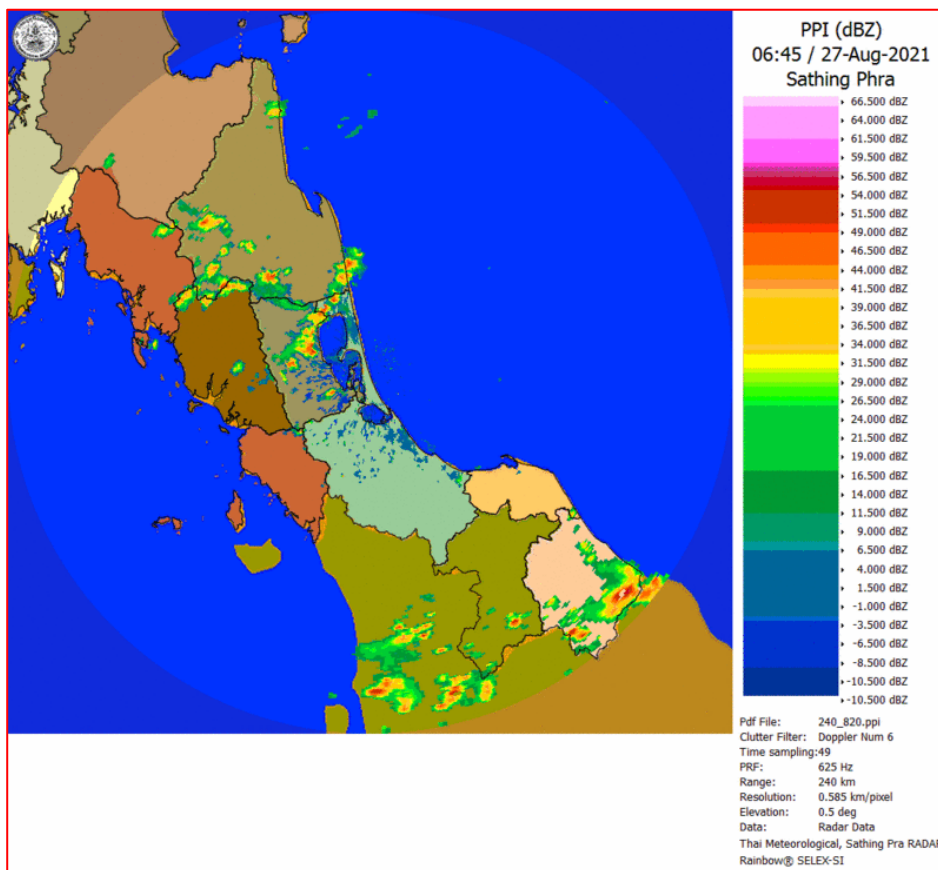 PPI (dBZ)
06:45 / 27-Aug-2021
Sathing Phra
66.500 dBZ
64.000 dBZ
61.500 dBZ
59.500 dBZ
56.500 dBZ
54.000 dBZ
51.500 dBZ
49.000 dBZ
46.500 dBZ
44.000 dBZ
41.500 dBZ
39.000 dBZ
36.500 dBZ
34.000 dBZ
31.500 dBZ
29.000 dBZ
26.500 dBZ
24.000 dBZ
21.500 dBZ
19.000 dBZ
16.500 dBZ
14.000 dBZ
11.500 dBZ
9.000 dBZ
6.500 dBZ
4.000 dBZ
1.500 dBZ
-1.000 dBZ
-3.500 dBZ
-6.500 dBZ
-8.500 dBZ
-10.500 dBZ
-10.500 dBZ
Pdf File: 240_820.ppi
Clutter Filter: Doppler Num 6
Time sampling:49
PRF: 625 Hz
Range: 240 km
Resolution: 0.585 km/pixel
Elevation: 0.5 deg
Data: Radar Data
Thai Meteorological, Sathing Pra RADAR
Rainbow® SELEX-SI